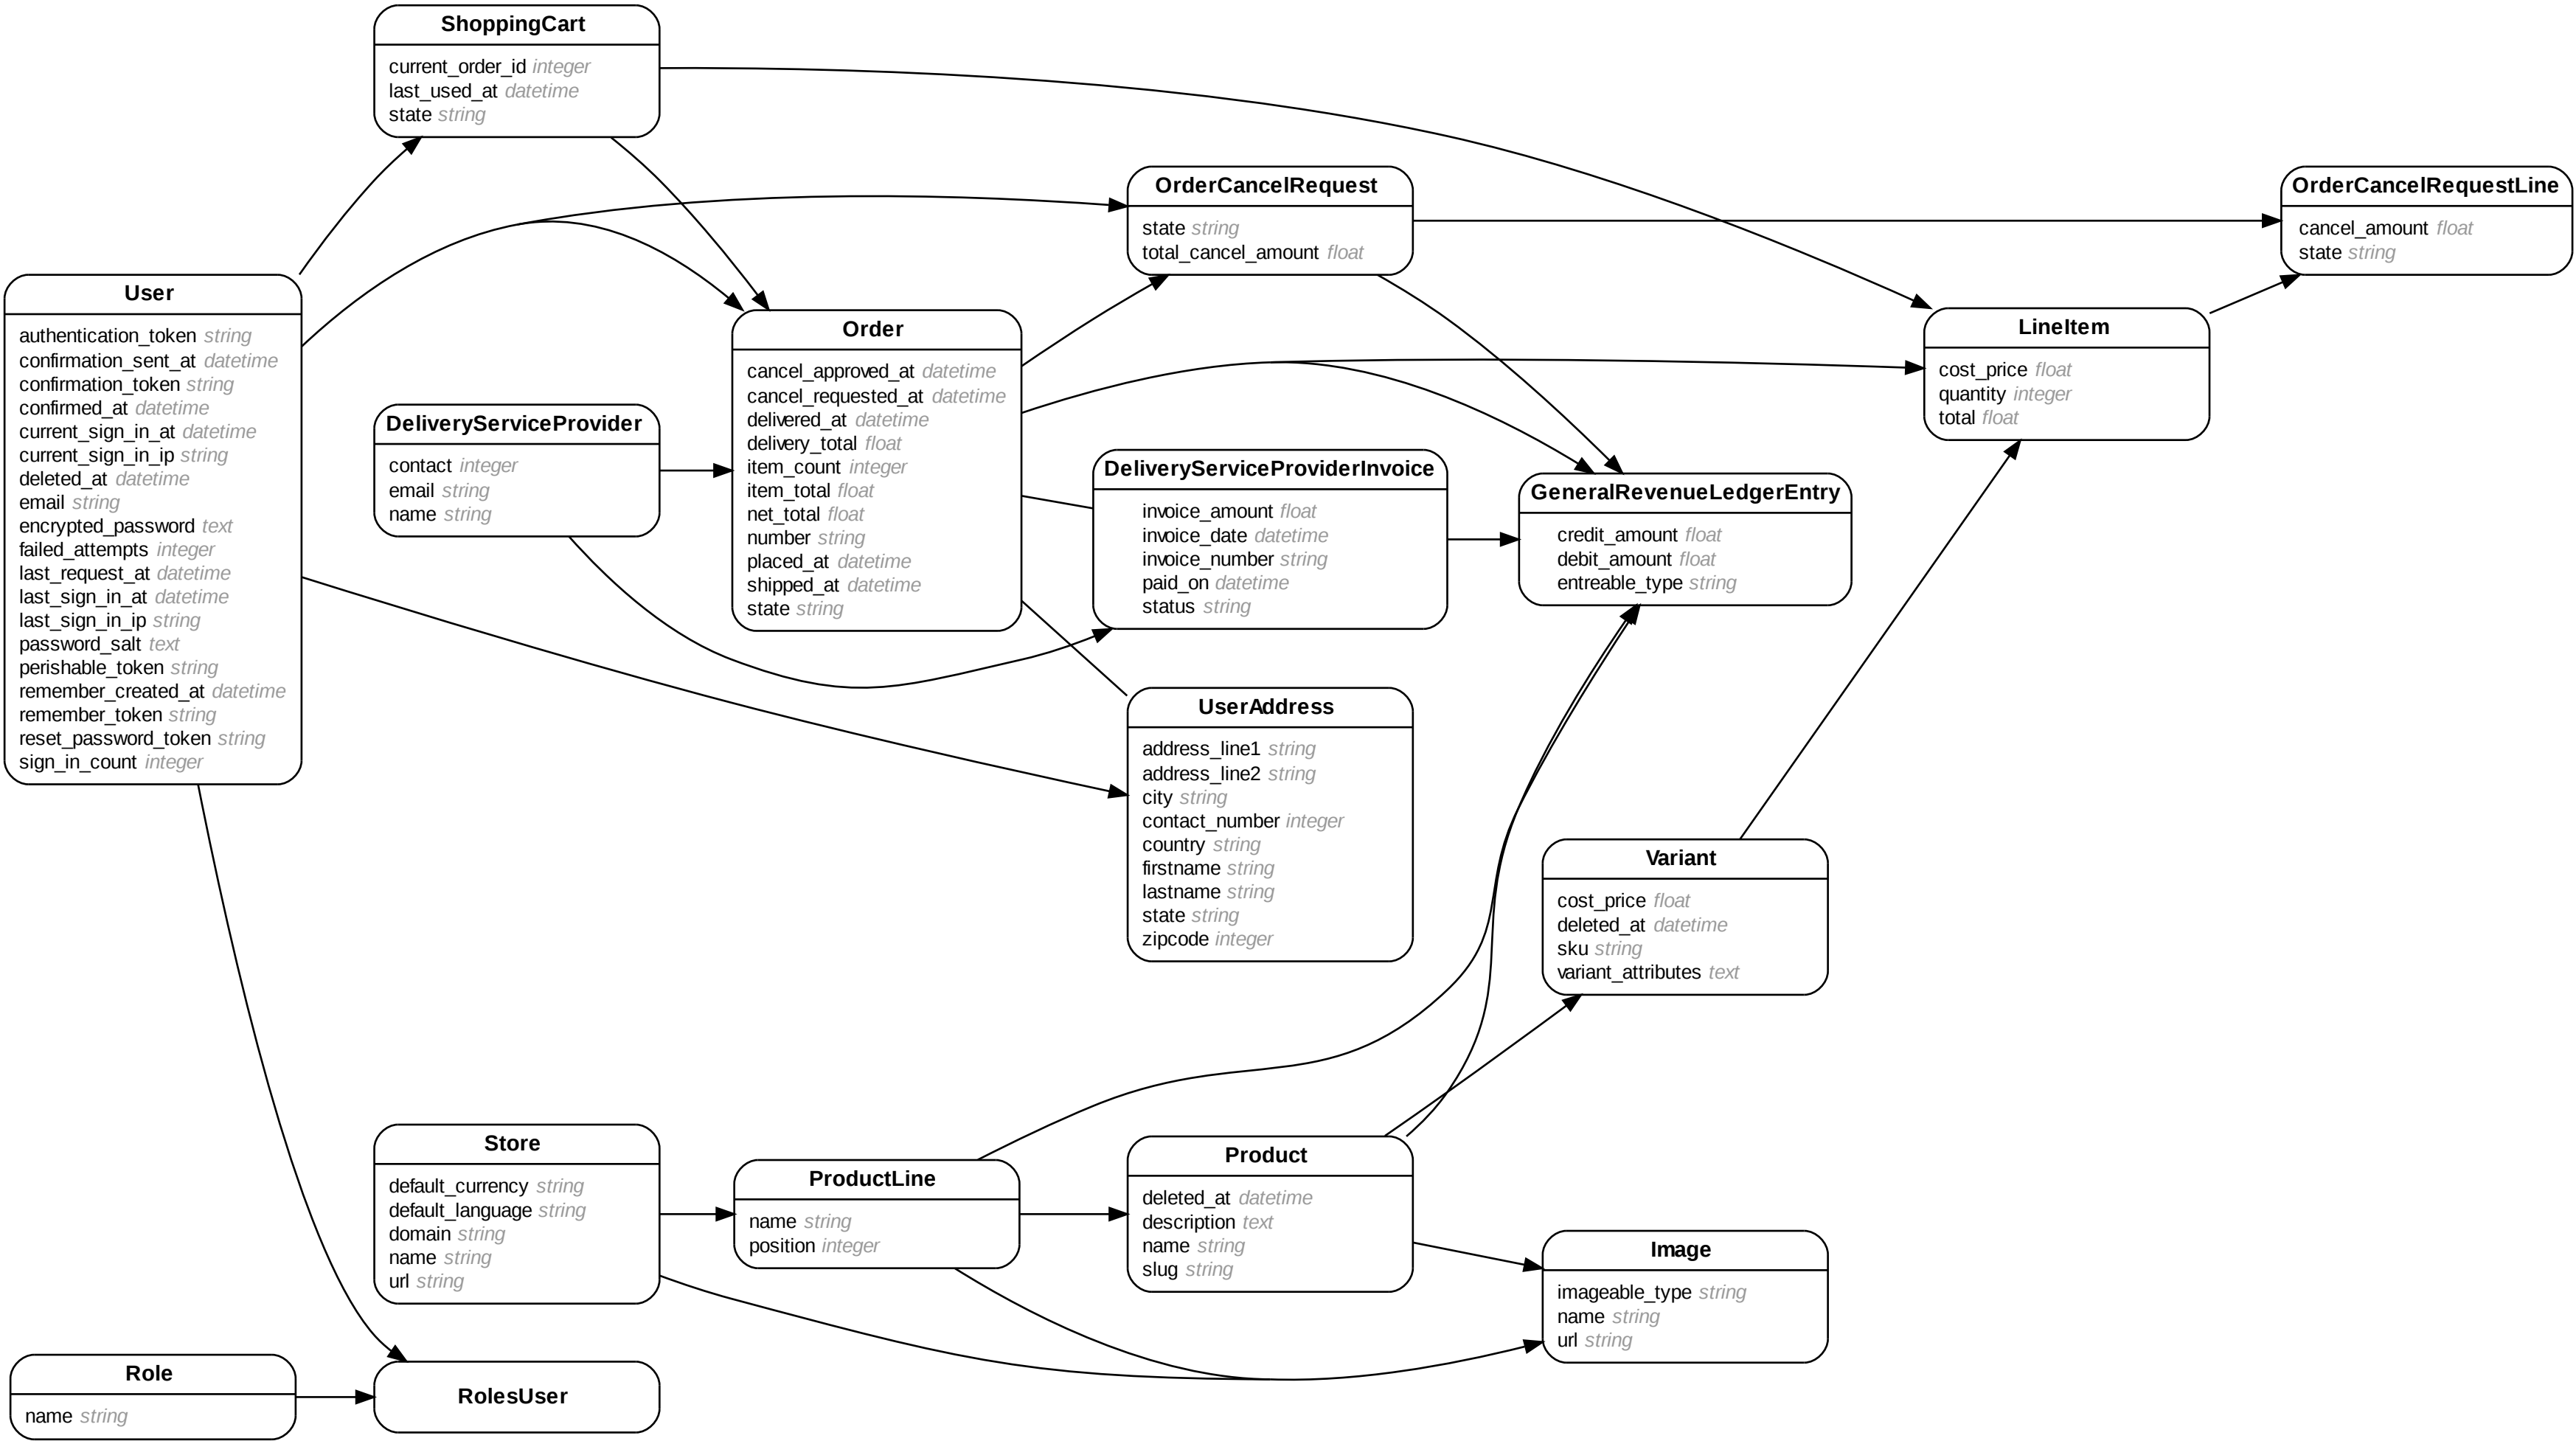 ShoppingCart
current_order_id integer
last_used_at datetime
state string
OrderCancelRequest
state string
total_cancel_amount float
OrderCancelRequestLine
cancel_amount float
state string
User
authentication_token string
confirmation_sent_at datetime
confirmation_token string
confirmed_at datetime
current_sign_in_at datetime
current_sign_in_ip string
deleted_at datetime
email string
encrypted_password text
failed_attempts integer
last_request_at datetime
last_sign_in_at datetime
last_sign_in_ip string
password_salt text
perishable_token string
remember_created_at datetime
remember_token string
reset_password_token string
sign_in_count integer
Order
cancel_approved_at datetime
cancel_requested_at datetime
delivered_at datetime
delivery_total float
item_count integer
item_total float
net_total float
number string
placed_at datetime
shipped_at datetime
state string
LineItem
cost_price float
quantity integer
total float
DeliveryServiceProvider
contact integer
email string
name string
DeliveryServiceProviderInvoice
invoice_amount float
invoice_date datetime
invoice_number string
paid_on datetime
status string
GeneralRevenueLedgerEntry
credit_amount float
debit_amount float
entreable_type string
UserAddress
address_line1 string
address_line2 string
city string
contact_number integer
country string
firstname string
lastname string
state string
zipcode integer
Variant
cost_price float
deleted_at datetime
sku string
variant_attributes text
Store
default_currency string
default_language string
domain string
name string
url string
ProductLine
name string
position integer
Product
deleted_at datetime
description text
name string
slug string
Image
imageable_type string
name string
url string
Role
name string
RolesUser